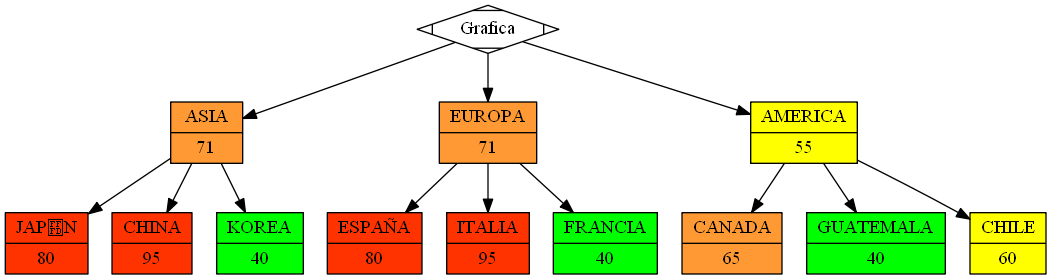 Grafica
ASIA
71
EUROPA
71
AMERICA
55
CHINA
95
KOREA
40
ESPAÑA
80
ITALIA
95
FRANCIA
40
CANADA
65
GUATEMALA
40
CHILE
60
80